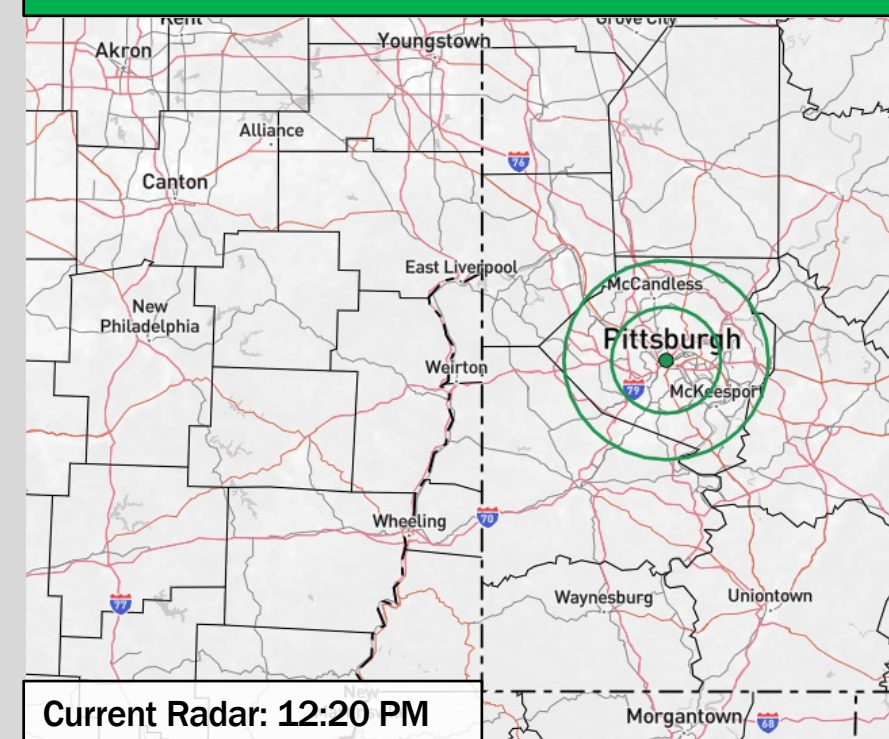 Kent
Grove City
Akron
Youngstown
Alliance
76
Canton
East Liverpool
McCandless
New
Philadelphia
Pittsburgh
Weirton
79
McKeesport
Wheeling
70
77
Waynesburg
Uniontown
New
Current Radar: 12:20 PM
Morgantown
68